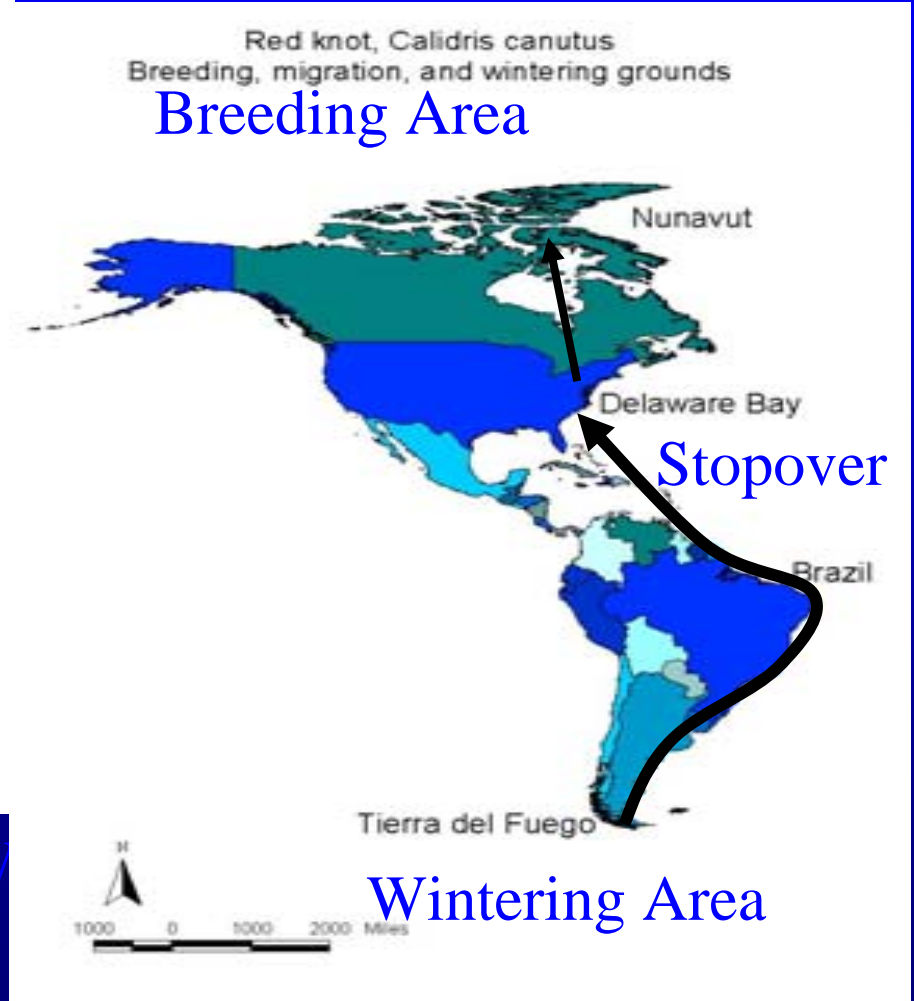 Red knot, Calidris canutus
Breeding, migration, and wintering grounds
Breeding Area
Nunavut
Delaware Bay
Stopover
Brazil
Tierra del Fuego
N
Wintering Area
1000 0 1000 2000 Miles